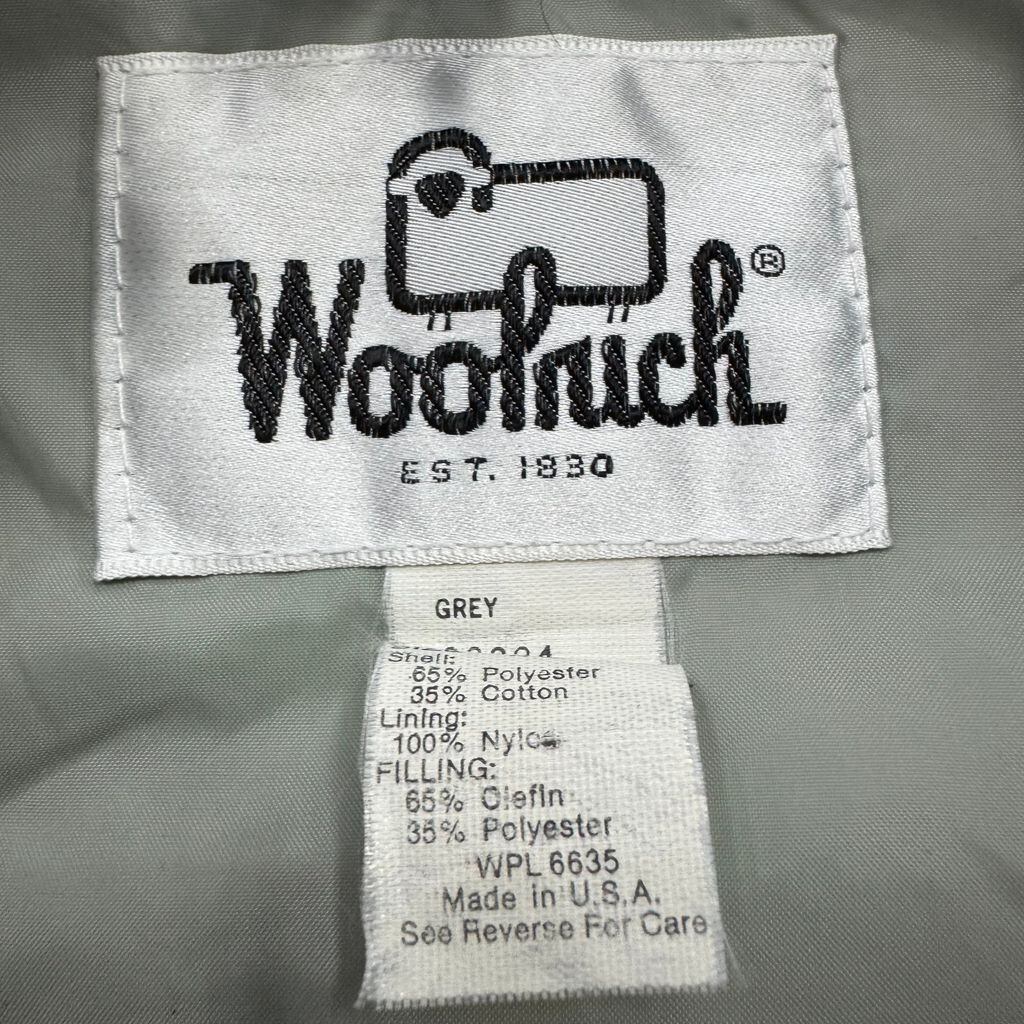 Woolrich®
EST. 1830
GREY
Shell:
65% Polyester
35% Cotton
Lining:
100% Nylon
FILLING:
65% Olefin
35% Polyester
WPL 6635
Made in U.S.A.
See Reverse For Care